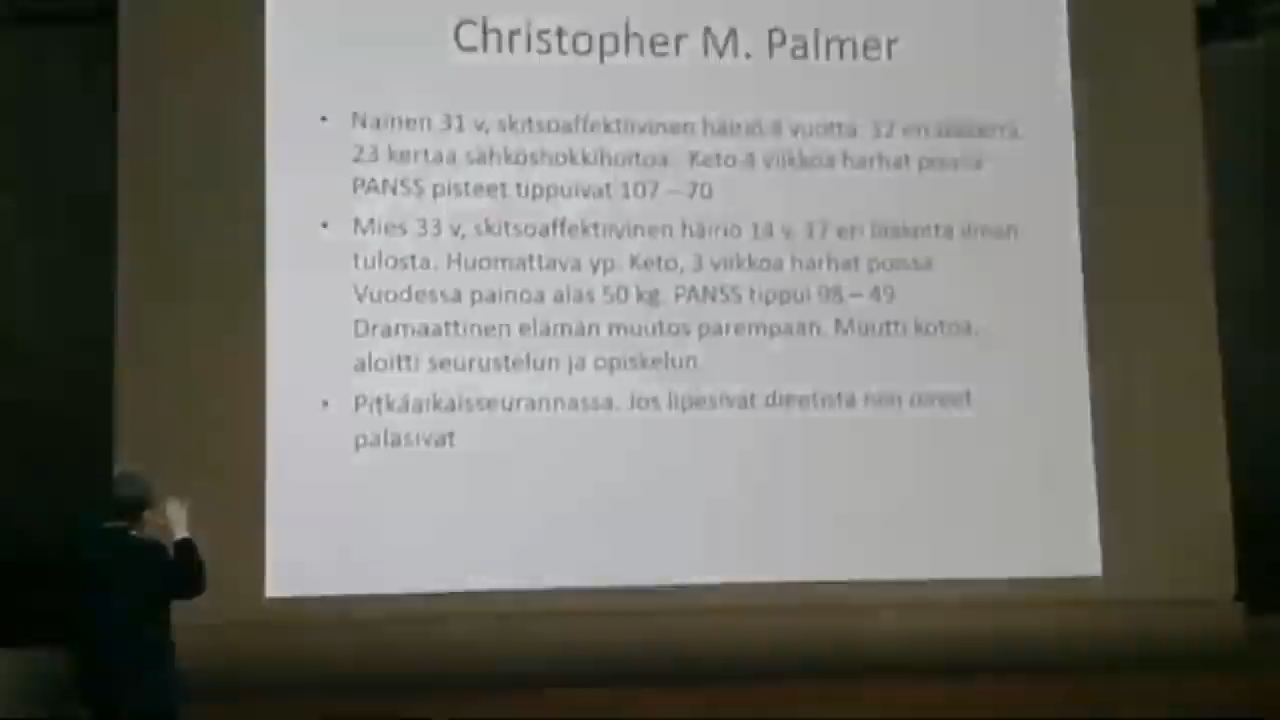 Christopher M. Palmer
• Nainen 31 v, skitsoaffektiivinen häiriö 8 vuotta. 12 eri
23 kertaa sähköshokkihoitoa. Keto 4 viikkoa harhat poissa
PANSS pisteet tippuivat 107 – 70
• Mies 33 v, skitsoaffektiivinen häiriö 14 v. 17 eri lääkettä ilman
tulosta. Huomattava yp. Keto, 3 viikkoa harhat poissa
Vuodessa painoa alas 50 kg. PANSS tippui 98 – 49
Dramaattinen elämän muutos parempaan. Muutti kotoa,
aloitti seurustelun ja opiskelun.
• Pitkäaikaisseurannassa. Jos lipesivät dieetistä niin oireet
palasivat